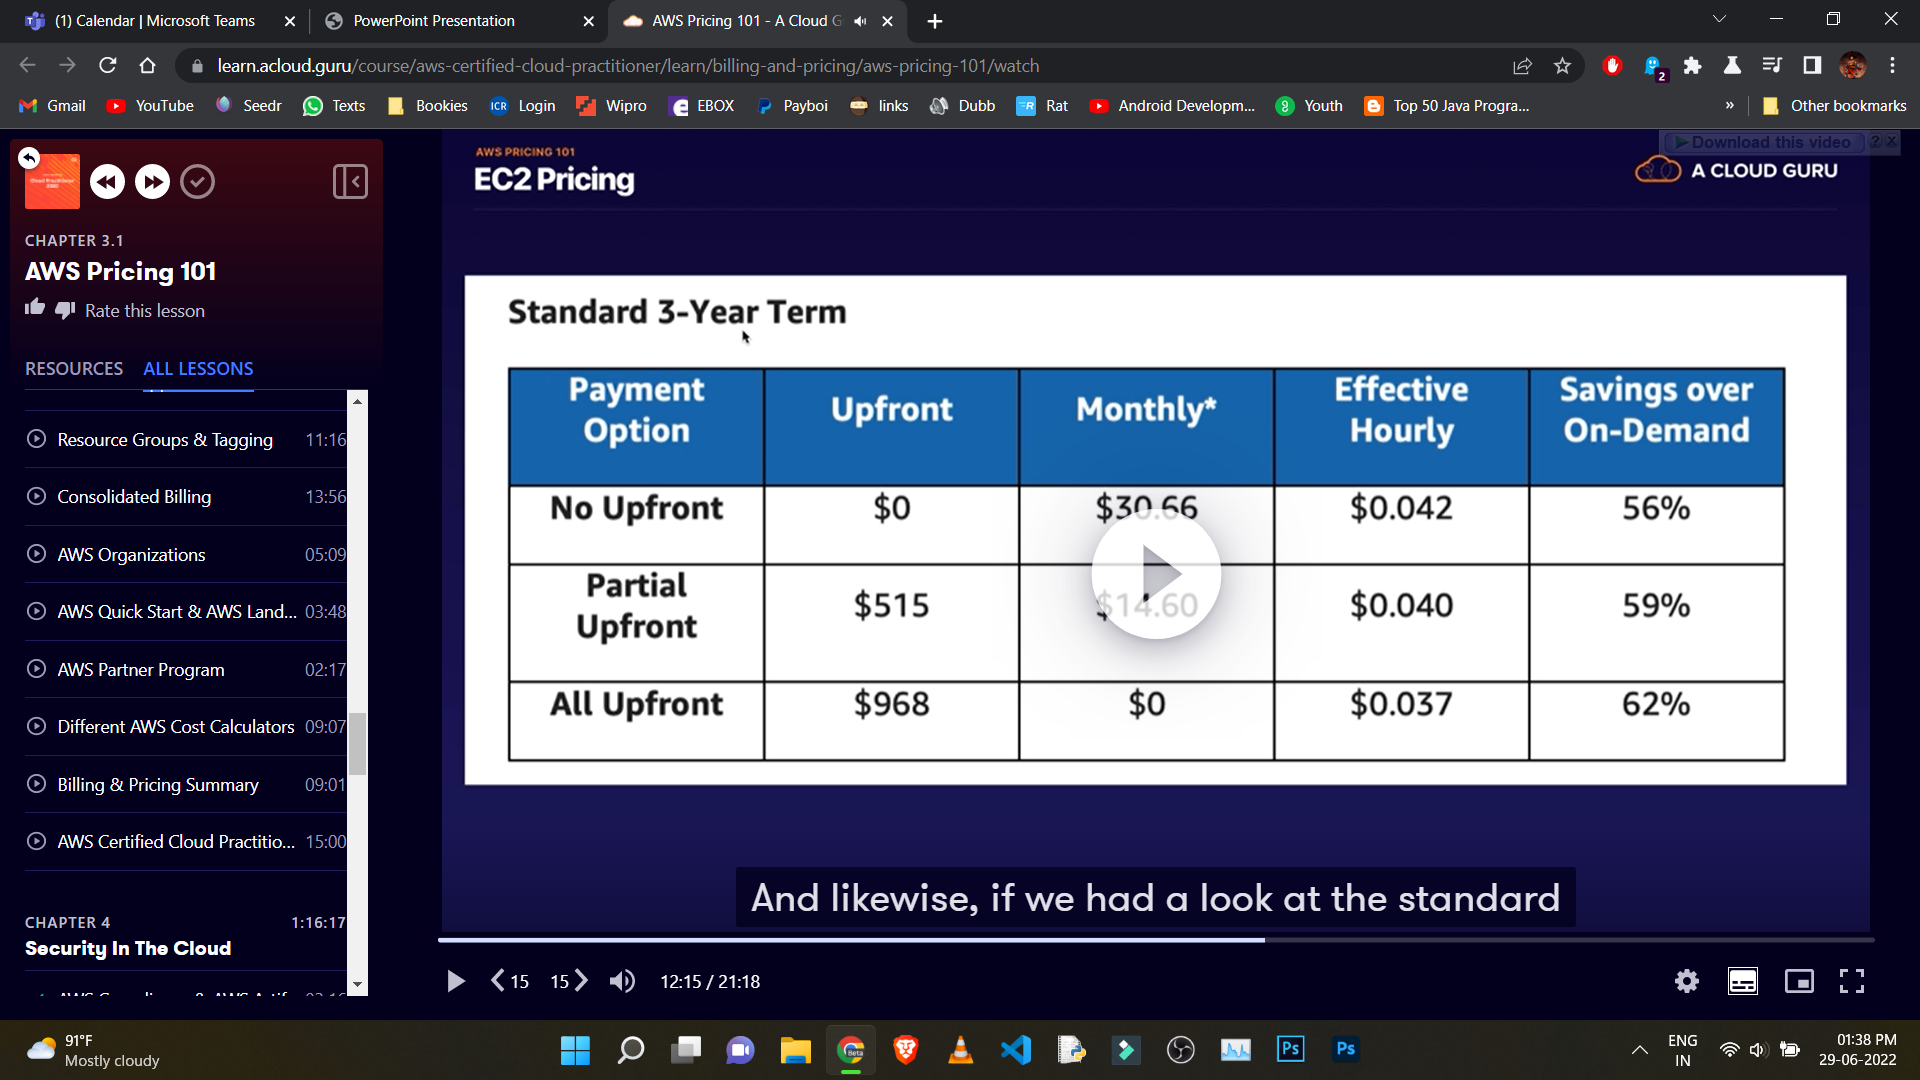 (1) Calendar | Microsoft Teams
PowerPoint Presentation
AWS Pricing 101 - A Cloud G
learn.acloud.guru/course/aws-certified-cloud-practitioner/learn/billing-and-pricing/aws-pricing-101/watch
2
Gmail YouTube Seedr Texts Bookies ICR Login Wipro EBOX Payboi links Dubb Rat Android Developm... Youth Top 50 Java Progra... » Other bookmarks
CHAPTER 3.1
AWS Pricing 101
Rate this lesson
RESOURCES ALL LESSONS
Resource Groups & Tagging 11:16
Consolidated Billing 13:56
AWS Organizations 05:09
AWS Quick Start & AWS Land... 03:48
AWS Partner Program 02:17
Different AWS Cost Calculators 09:07
Billing & Pricing Summary 09:01
AWS Certified Cloud Practitio... 15:00
CHAPTER 4 1:16:17
Security In The Cloud
AWS PRICING 101
EC2 Pricing
Download this video ? X
A CLOUD GURU
Standard 3-Year Term
Payment Option Upfront Monthly* Effective Hourly Savings over On-Demand
No Upfront $0 $30.66 $0.042 56%
Partial Upfront $515 $14.60 $0.040 59%
All Upfront $968 $0 $0.037 62%
And likewise, if we had a look at the standard
15 15 12:15 / 21:18
91°F
Mostly cloudy
Beta
Ps
Ps
ENG
IN
01:38 PM
29-06-2022